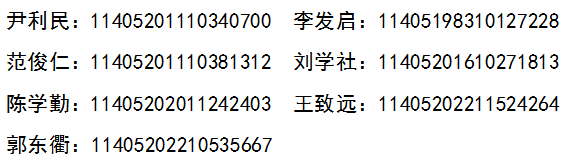 尹利民：11405201110340700 李发启：11405198310127228
范俊仁：11405201110381312 刘学社：11405201610271813
陈学勤：11405202011242403 王致远：11405202211524264
郭东衢：11405202210535667